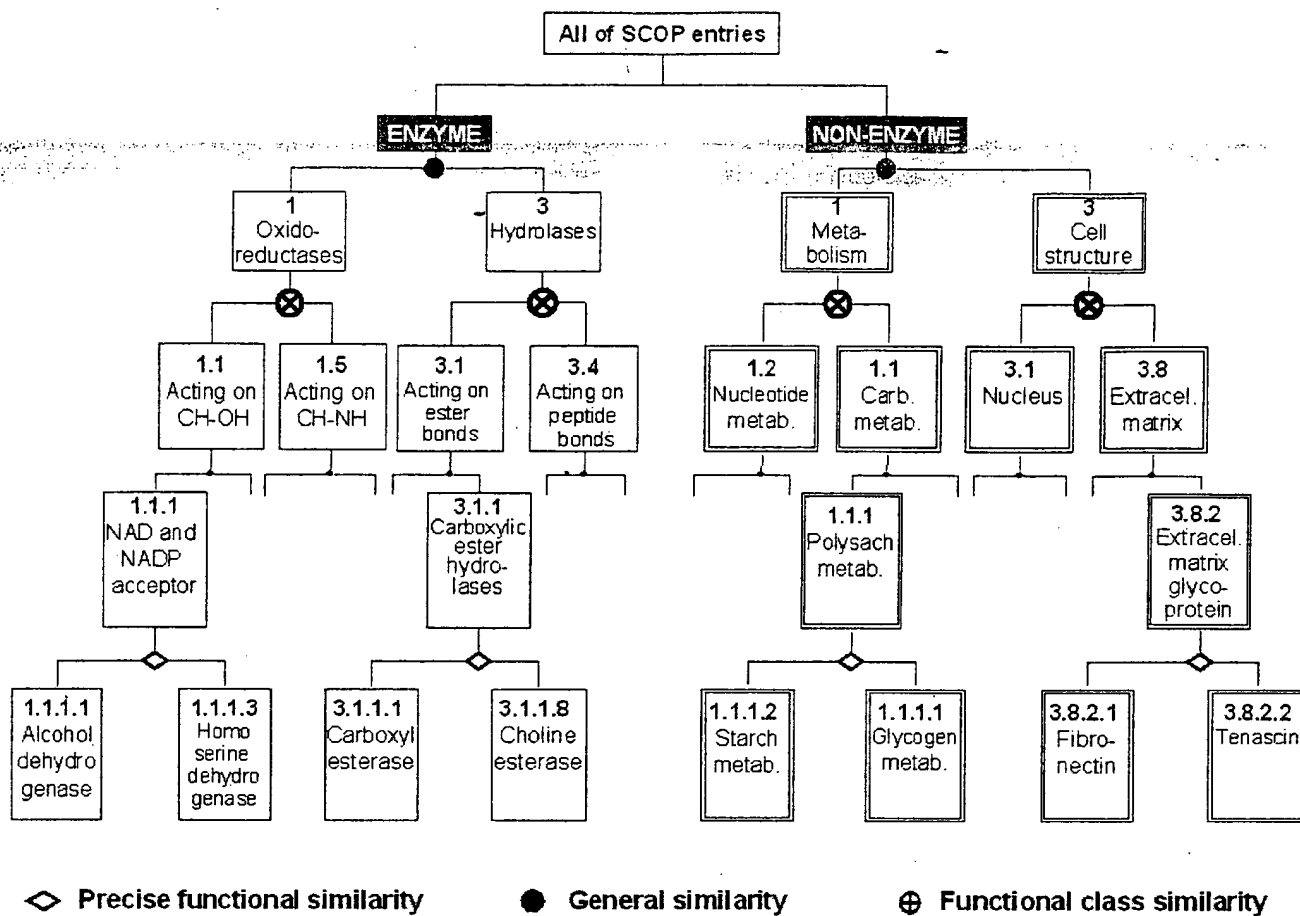 All of SCOP entries
ENZYME
NON-ENZYME
1
Oxido-
reductases
3
Hydrolases
1
Meta-
bolism
3
Cell
structure
1.1
Acting on
CH-OH
1.5
Acting on
CH-NH
3.1
Acting on
ester
bonds
3.4
Acting on
peptide
bonds
1.2
Nucleotide
metab.
1.1
Carb.
metab.
3.1
Nucleus
3.8
Extracel.
matrix
1.1.1
NAD and
NADP
acceptor
3.1.1
Carboxylic
ester
hydro-
lases
1.1.1
Polysach
metab.
3.8.2
Extracel.
matrix
glyco-
protein
1.1.1.1
Alcohol
dehydro
genase
1.1.1.3
Homo
serine
dehydro
genase
3.1.1.1
Carboxyl
esterase
3.1.1.8
Choline
esterase
1.1.1.2
Starch
metab.
1.1.1.1
Glycogen
metab.
3.8.2.1
Fibro-
nectin
3.8.2.2
Tenascin
Precise functional similarity
General similarity
Functional class similarity